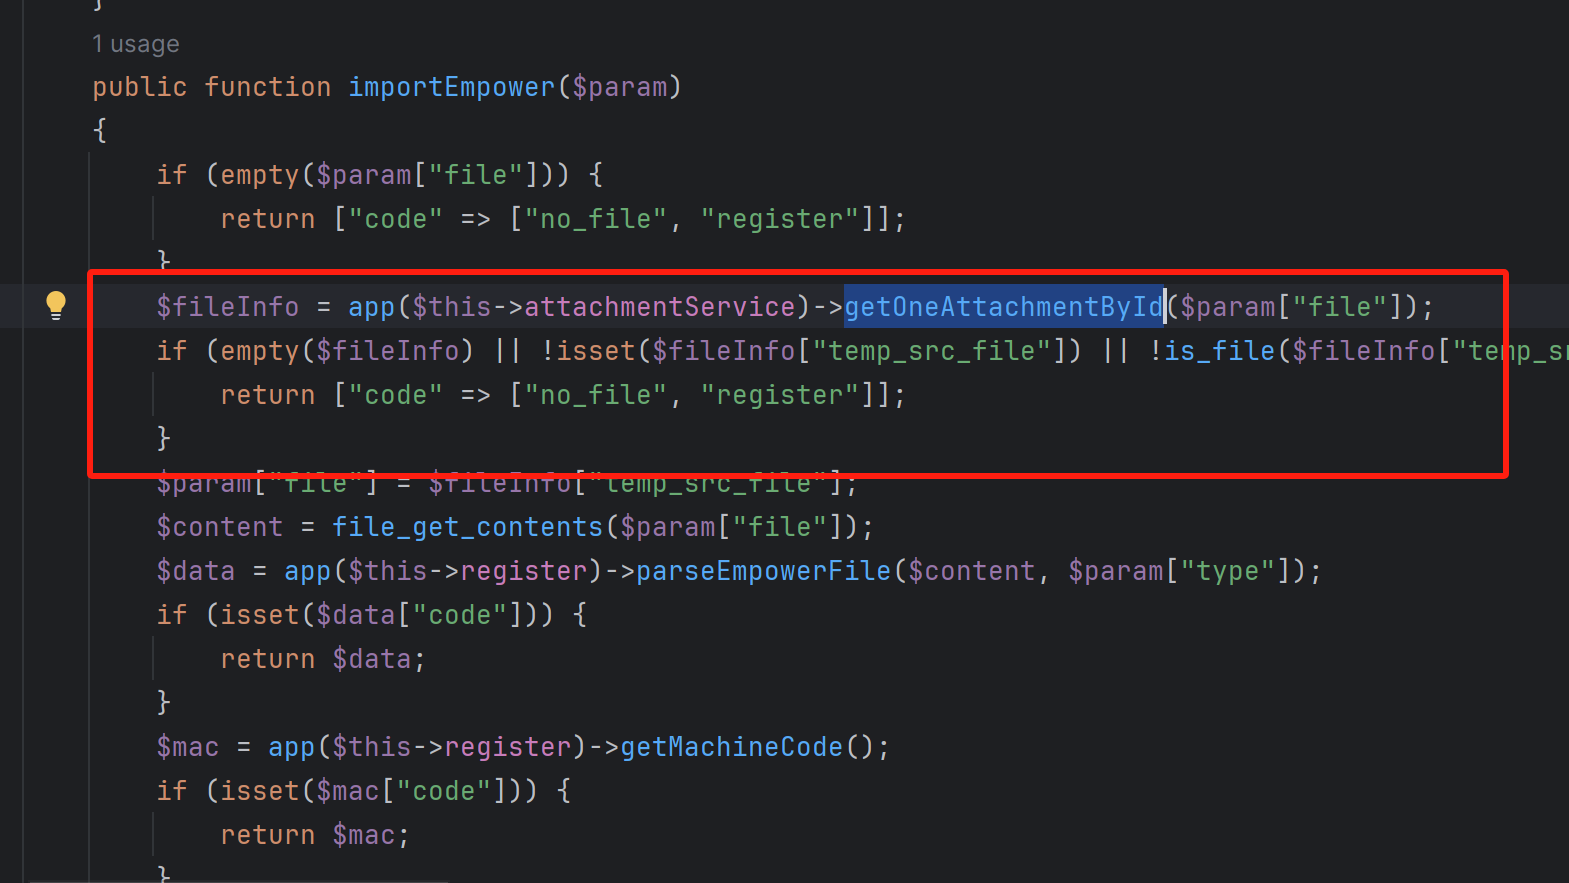 }
1 usage
public function importEmpower($param)
{
if (empty($param["file"])) {
return ["code" => ["no_file", "register"]];
}
$fileInfo = app($this->attachmentService)->getOneAttachmentById($param["file"]);
if (empty($fileInfo) || !isset($fileInfo["temp_src_file"]) || !is_file($fileInfo["temp_sr
return ["code" => ["no_file", "register"]];
}
$param["file"] = $fileInfo["temp_src_file"];
$content = file_get_contents($param["file"]);
$data = app($this->register)->parseEmpowerFile($content, $param["type"]);
if (isset($data["code"])) {
return $data;
}
$mac = app($this->register)->getMachineCode();
if (isset($mac["code"])) {
return $mac;
}